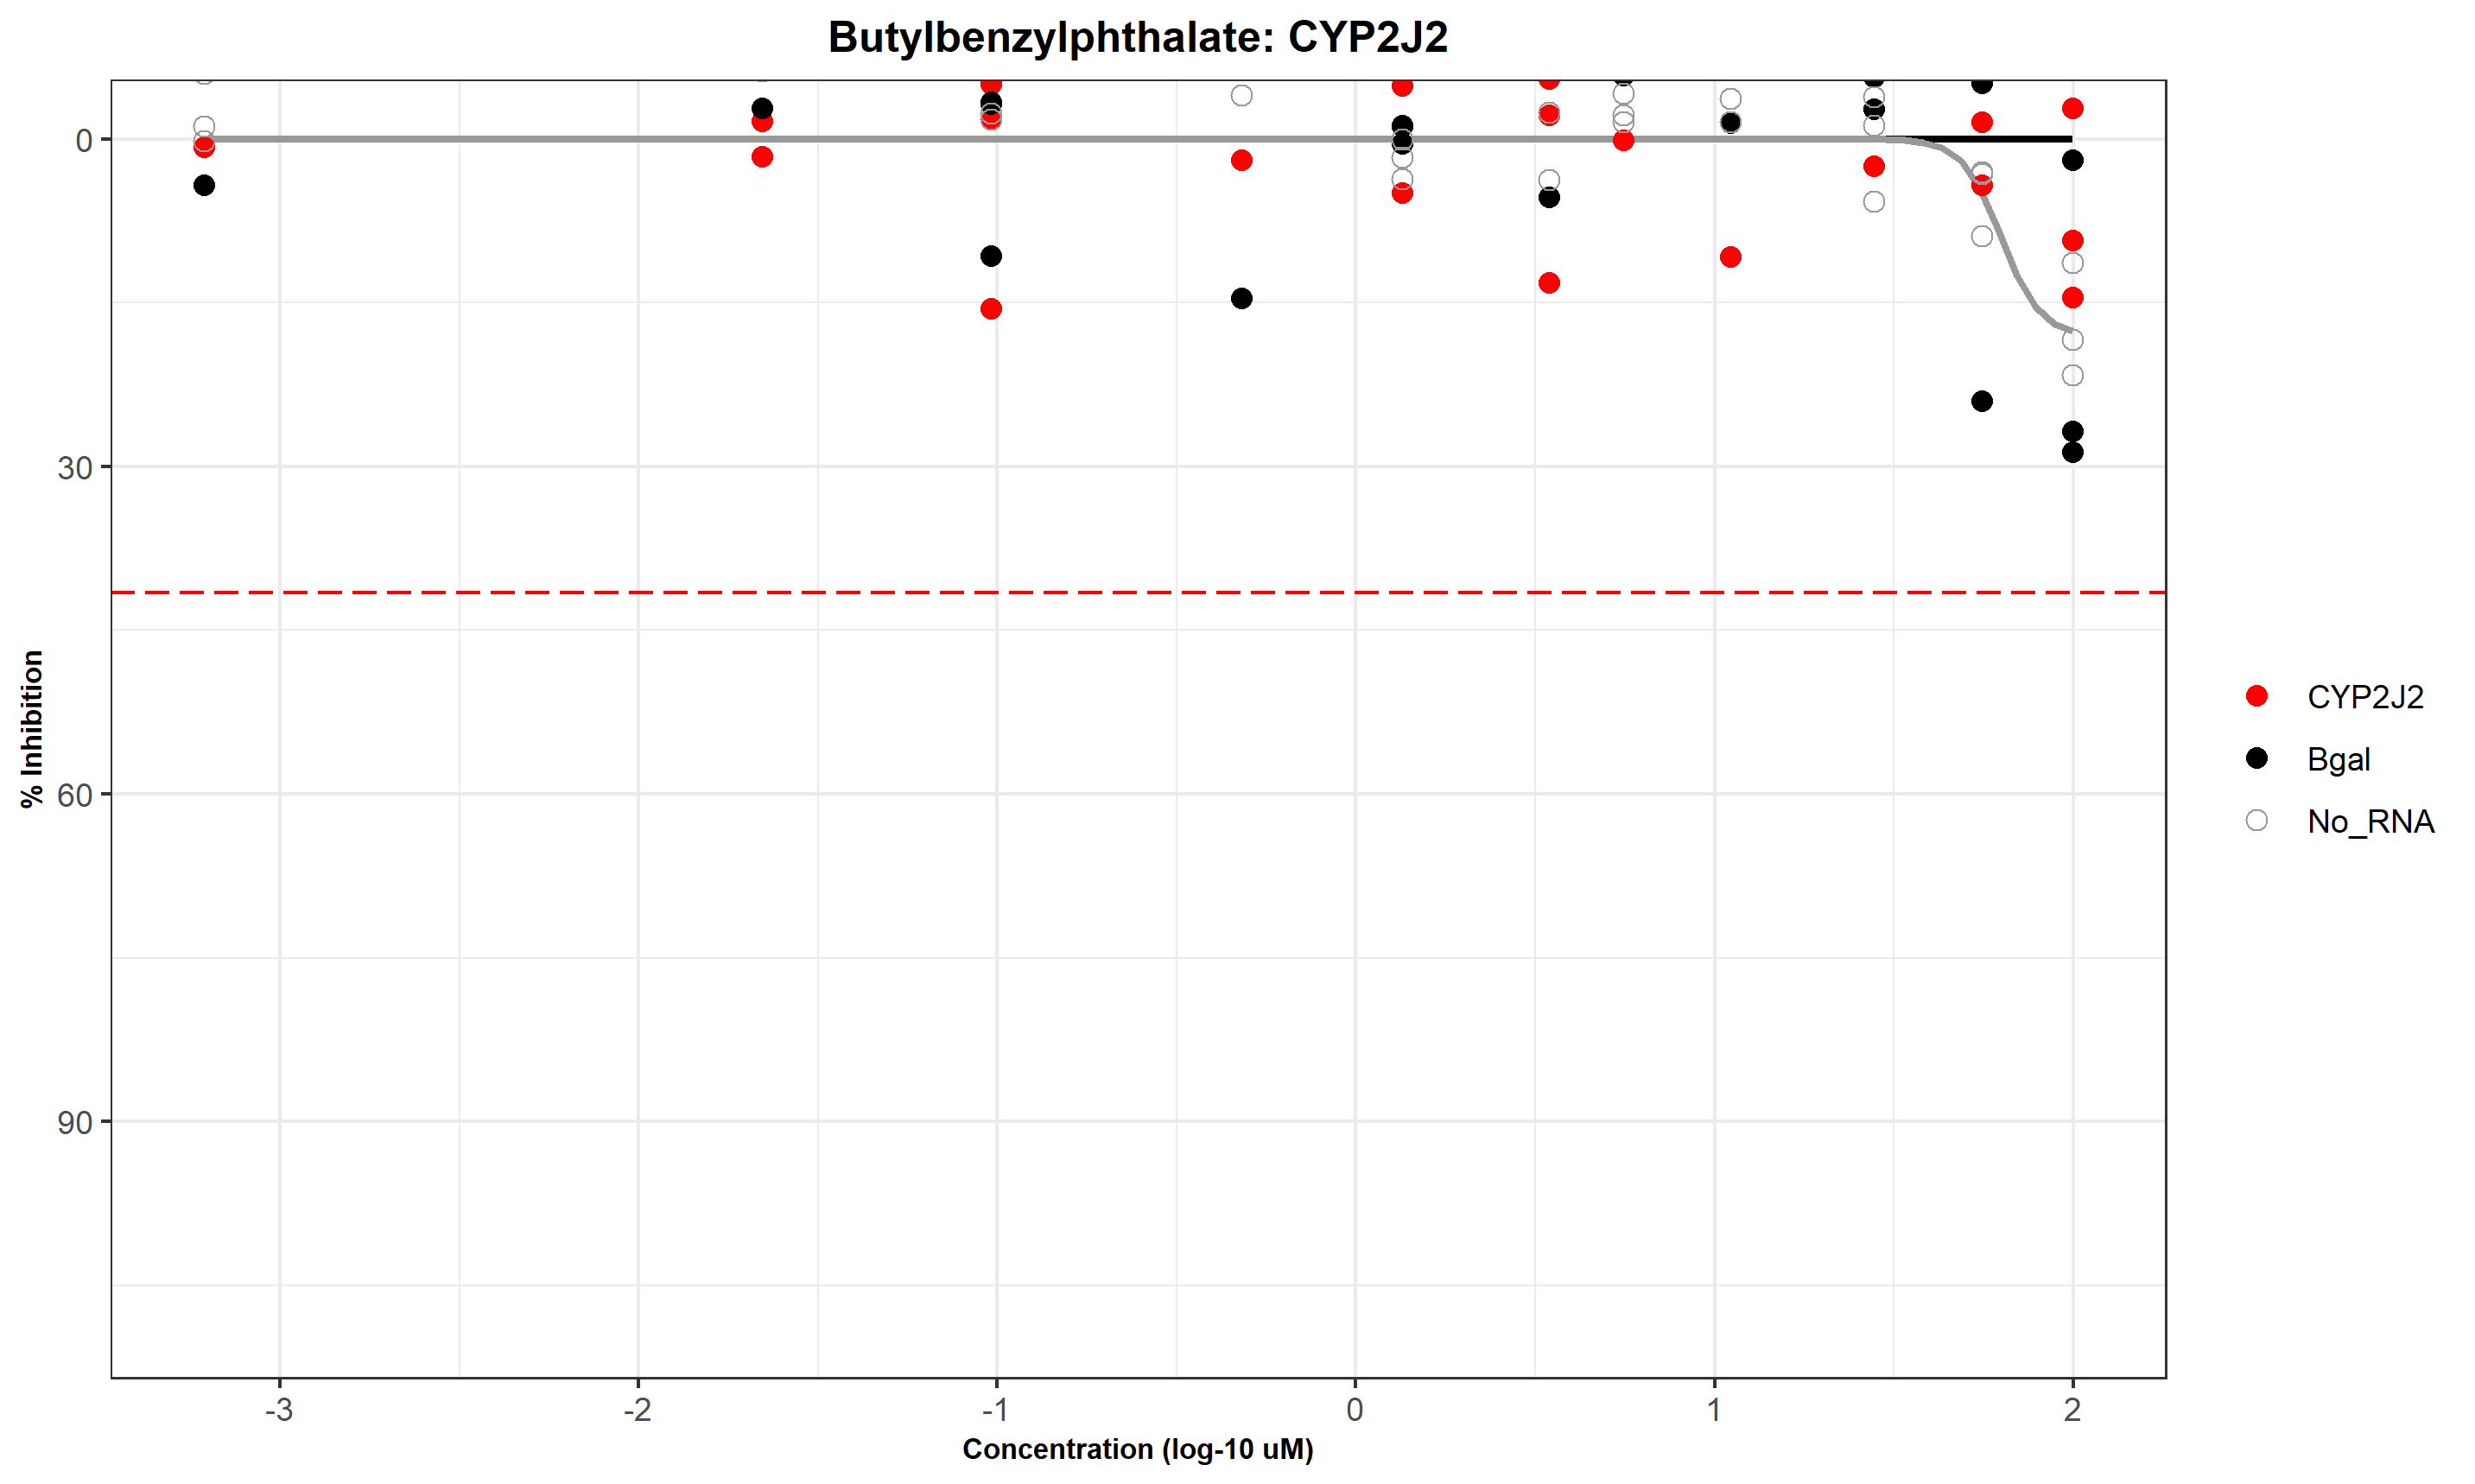 Butylbenzylphthalate: CYP2J2
0
30
60
90
% Inhibition
-3
-2
-1
0
1
2
Concentration (log-10 uM)
CYP2J2
Bgal
No_RNA